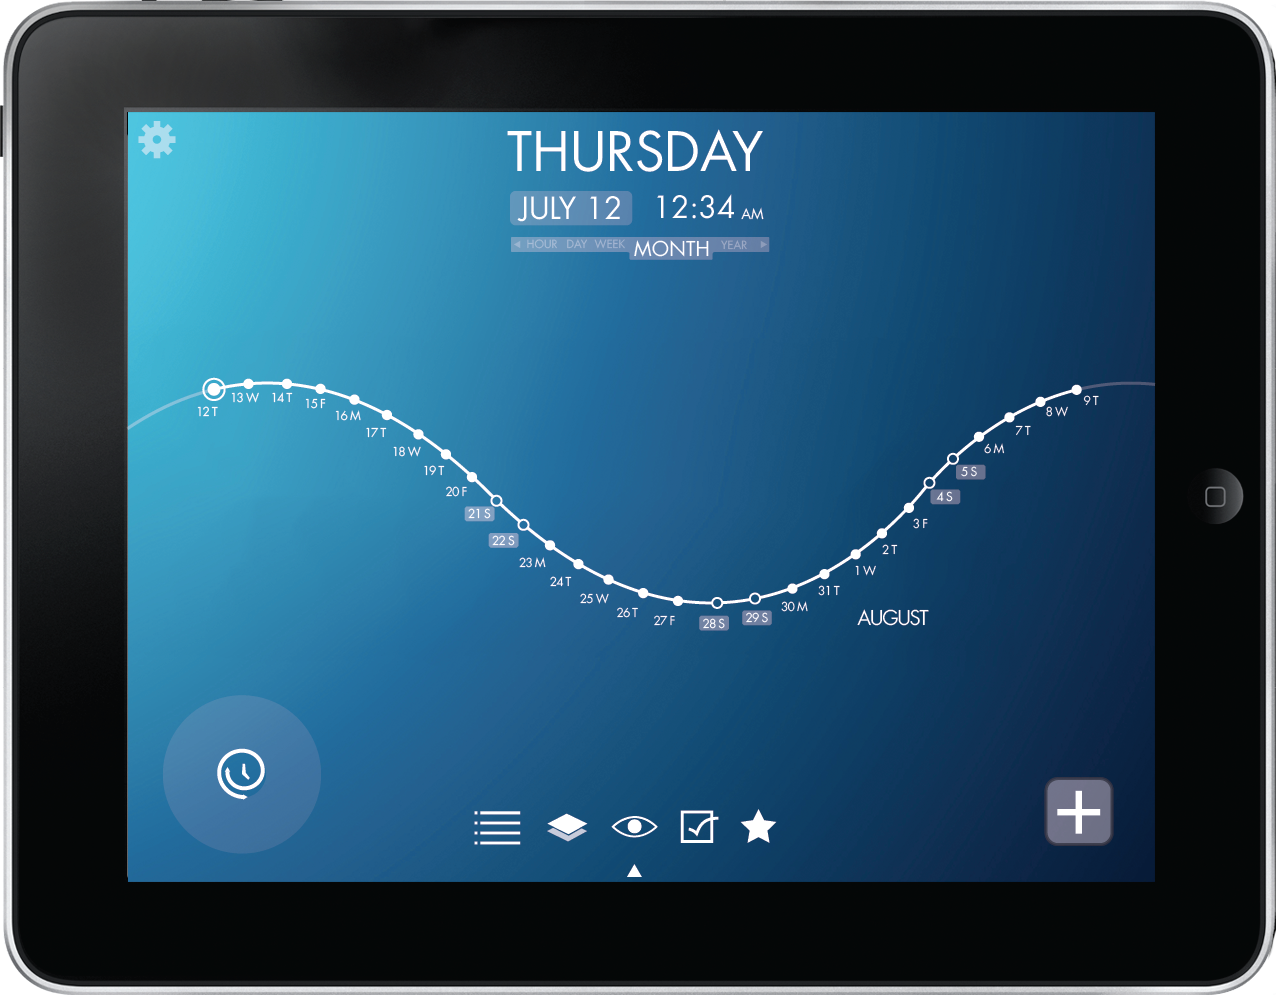 THURSDAY
JULY 12 12:34 AM
HOUR DAY WEEK MONTH YEAR
12 T
13 W
14 T
15 F
16 M
17 T
18 W
19 T
20 F
21 S
22 S
23 M
24 T
25 W
26 T
27 F
28 S
29 S
30 M
31 T
1 W
2 T
3 F
4 S
5 S
6 M
7 T
8 W
9 T
AUGUST